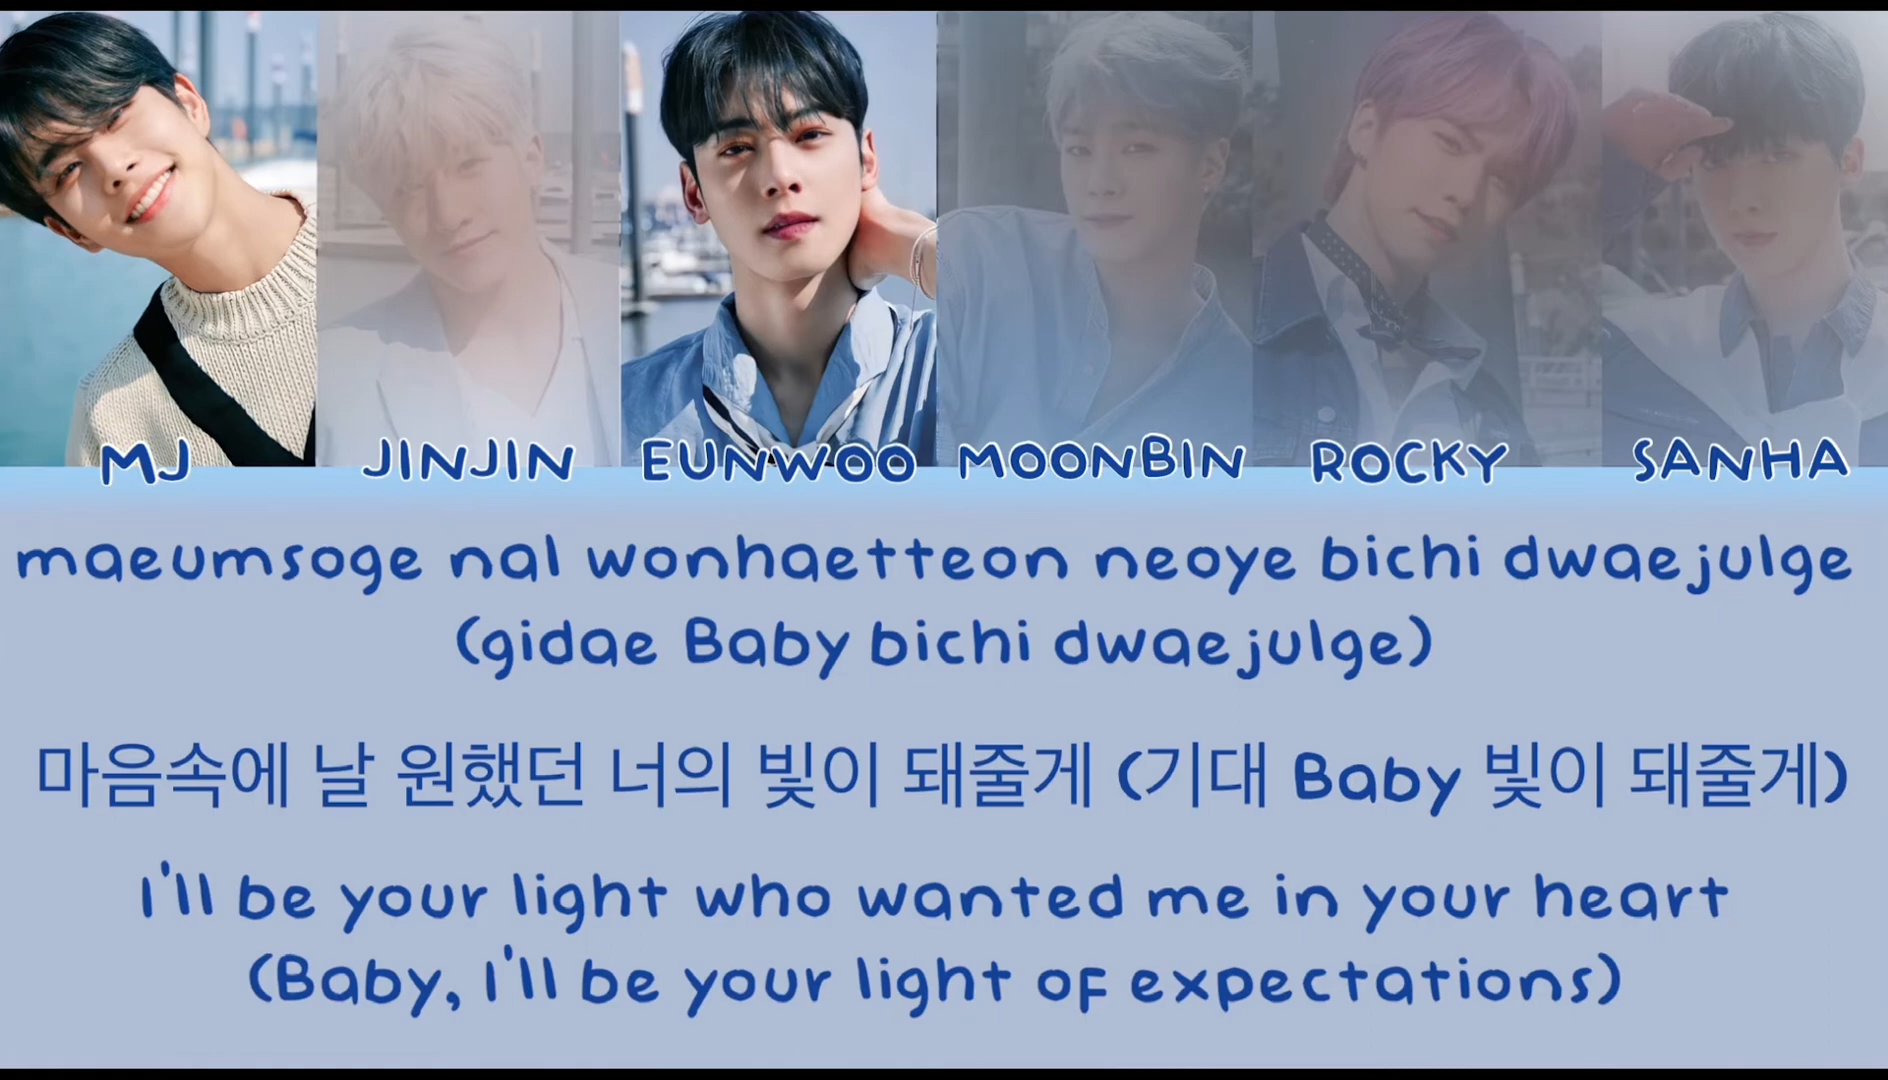 MJ JINJIN EUNWOO MOONBIN ROCKY SANHA
maeumsoge nal wonhaetteon neoye bichi dwaejulge
(gidae Baby bichi dwaejulge)
마음속에 날 원했던 너의 빛이 돼줄게 (기대 Baby 빛이 돼줄게)
I'll be your light who wanted me in your heart
(Baby, I'll be your light of expectations)